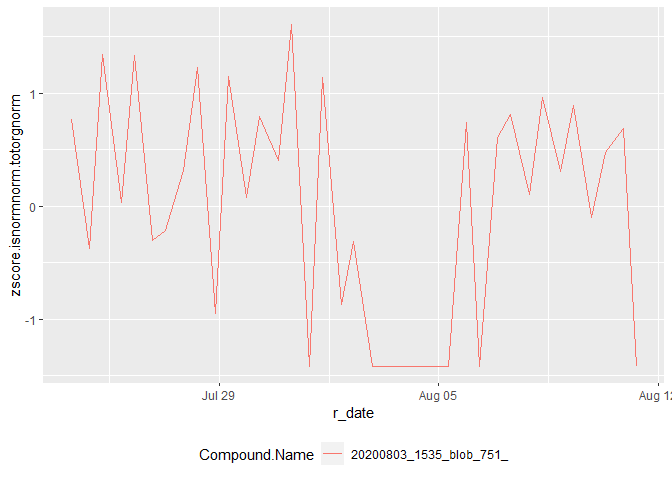 zscore.isnormnorm.totorgnorm
1
0
-1
Jul 29
Aug 05
Aug 12
r_date
Compound.Name
20200803_1535_blob_751_